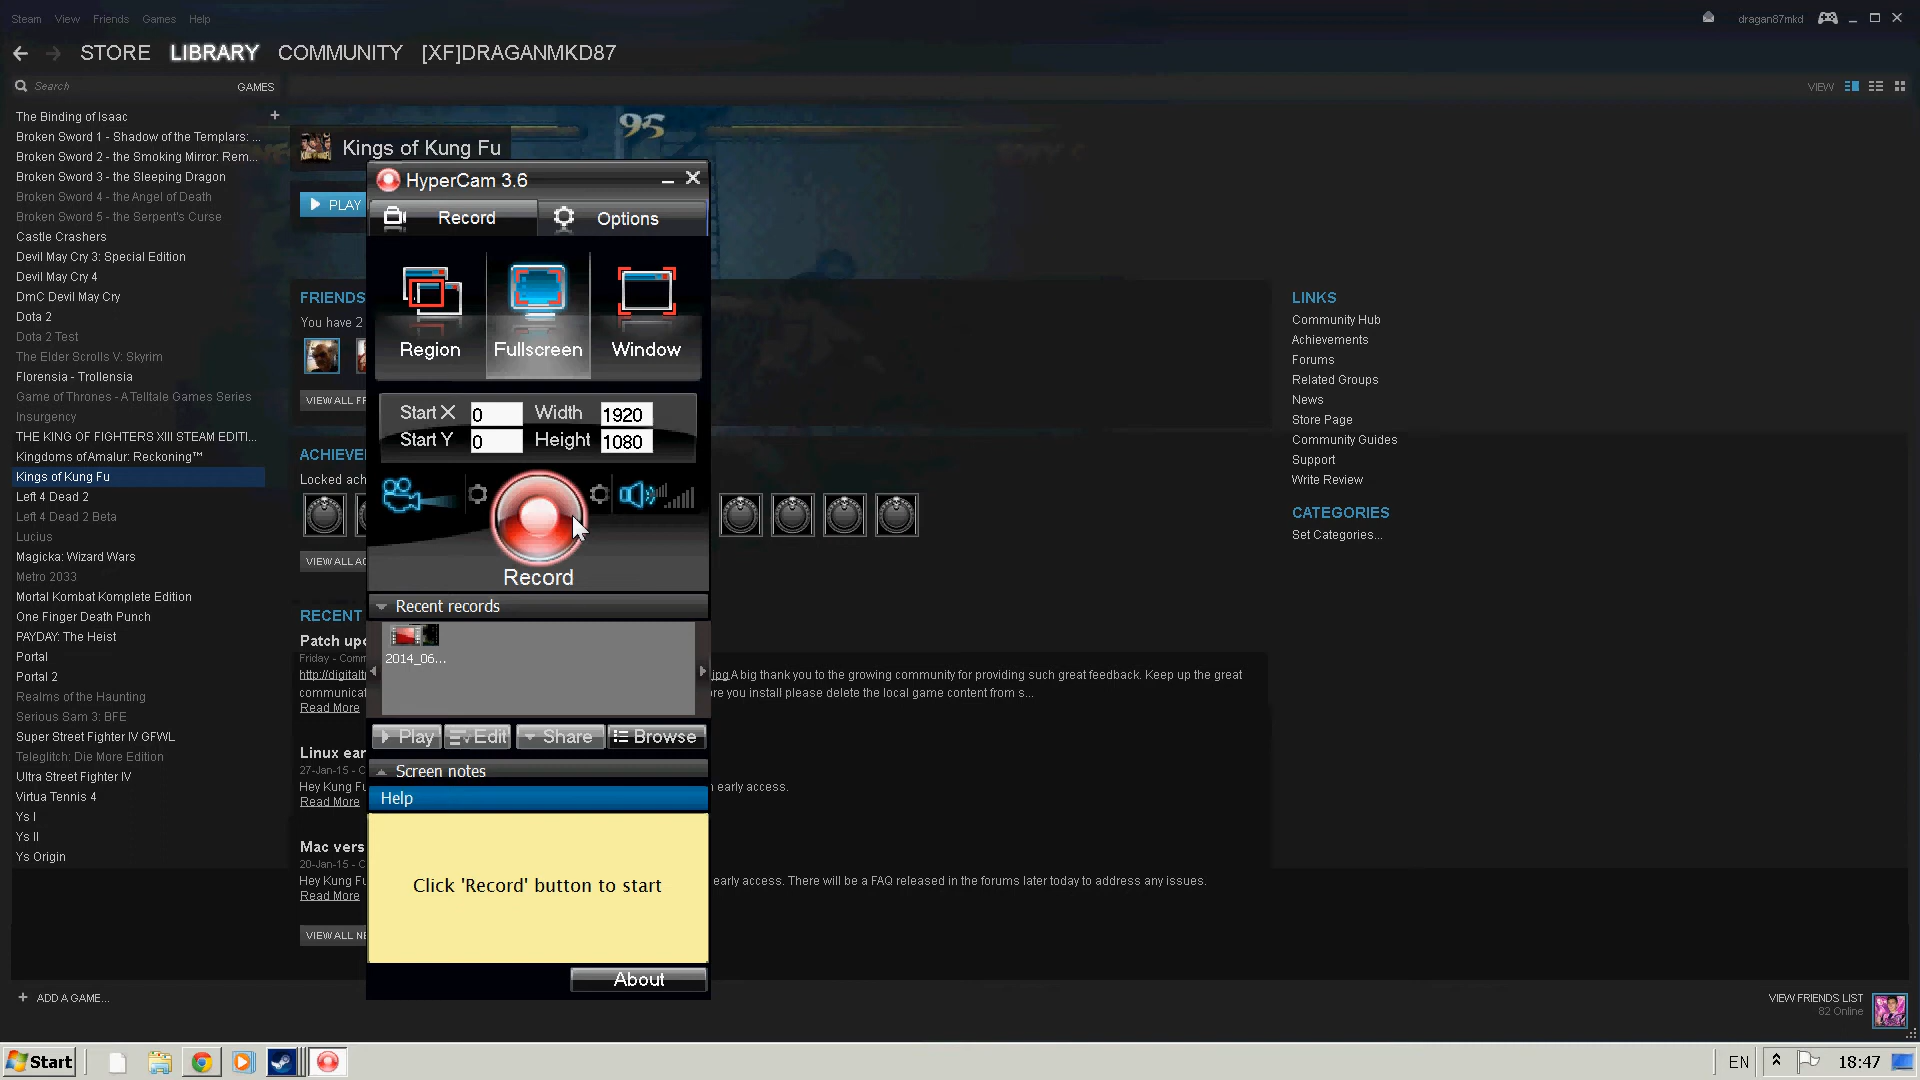 Steam View Friends Games Help
dragan87mkd
STORE LIBRARY COMMUNITY [XF]DRAGANMKD87
Search
GAMES
VIEW
The Binding of Isaac
Broken Sword 1 - Shadow of the Templars: ...
Broken Sword 2 - the Smoking Mirror: Rem...
Broken Sword 3 - the Sleeping Dragon
Broken Sword 4 - the Angel of Death
Broken Sword 5 - the Serpent's Curse
Castle Crashers
Devil May Cry 3: Special Edition
Devil May Cry 4
DmC Devil May Cry
Dota 2
Dota 2 Test
The Elder Scrolls V: Skyrim
Florensia - Trollensia
Game of Thrones - A Telltale Games Series
Insurgency
THE KING OF FIGHTERS XIII STEAM EDITI...
Kingdoms of Amalur: Reckoning™
Kings of Kung Fu
Left 4 Dead 2
Left 4 Dead 2 Beta
Lucius
Magicka: Wizard Wars
Metro 2033
Mortal Kombat Komplete Edition
One Finger Death Punch
PAYDAY: The Heist
Portal
Portal 2
Realms of the Haunting
Serious Sam 3: BFE
Super Street Fighter IV GFWL
Teleglitch: Die More Edition
Ultra Street Fighter IV
Virtua Tennis 4
Ys I
Ys II
Ys Origin
+ ADD A GAME...
95
Kings of Kung Fu
PLAY
FRIENDS
You have 2
VIEW ALL FR
ACHIEVE
Locked ach
VIEW ALL AC
RECENT
Patch upd
Friday - Comm
http://digitalt
jpg A big thank you to the growing community for providing such great feedback. Keep up the great
communicat
re you install please delete the local game content from s...
Read More
Linux ear
27-Jan-15 - C
Hey Kung Fu
early access.
Read More
Mac vers
20-Jan-15 - C
Hey Kung Fu
early access. There will be a FAQ released in the forums later today to address any issues.
Read More
VIEW ALL NE
HyperCam 3.6
Record Options
Region Fullscreen Window
Start X 0 Width 1920
Start Y 0 Height 1080
Record
Recent records
2014_06...
Play Edit Share Browse
Screen notes
Help
Click 'Record' button to start
About
LINKS
Community Hub
Achievements
Forums
Related Groups
News
Store Page
Community Guides
Support
Write Review
CATEGORIES
Set Categories...
VIEW FRIENDS LIST
82 Online
Start
EN
18:47